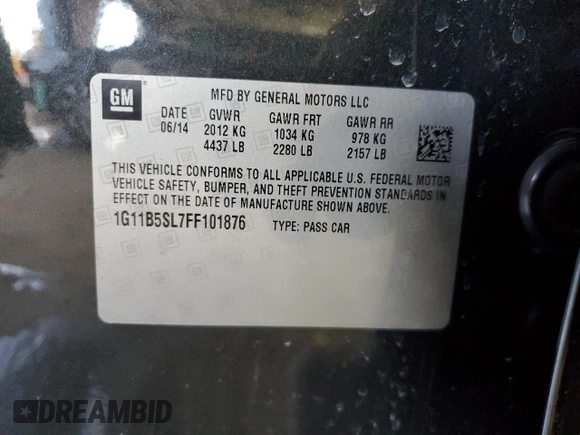 GM
MFD BY GENERAL MOTORS LLC
DATE GVWR GAWR FRT GAWR RR
06/14 2012 KG 1034 KG 978 KG
4437 LB 2280 LB 2157 LB
THIS VEHICLE CONFORMS TO ALL APPLICABLE U.S. FEDERAL MOTOR
VEHICLE SAFETY, BUMPER, AND THEFT PREVENTION STANDARDS IN
EFFECT ON THE DATE OF MANUFACTURE SHOWN ABOVE.
1G11B5SL7FF101876 TYPE: PASS CAR
DREAMBID